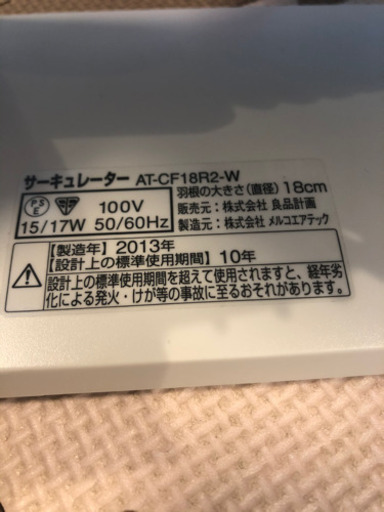 サーキュレーター AT-CF18R2-W
羽根の大きさ(直径)18cm
PSE 100V
15/17W 50/60Hz
販売元:株式会社 良品計画
製造元:株式会社 メルコエアテック
【製造年】2013年
【設計上の標準使用期間】10年
設計上の標準使用期間を超えて使用されますと、経年劣
化による発火・けが等の事故に至るおそれがあります。